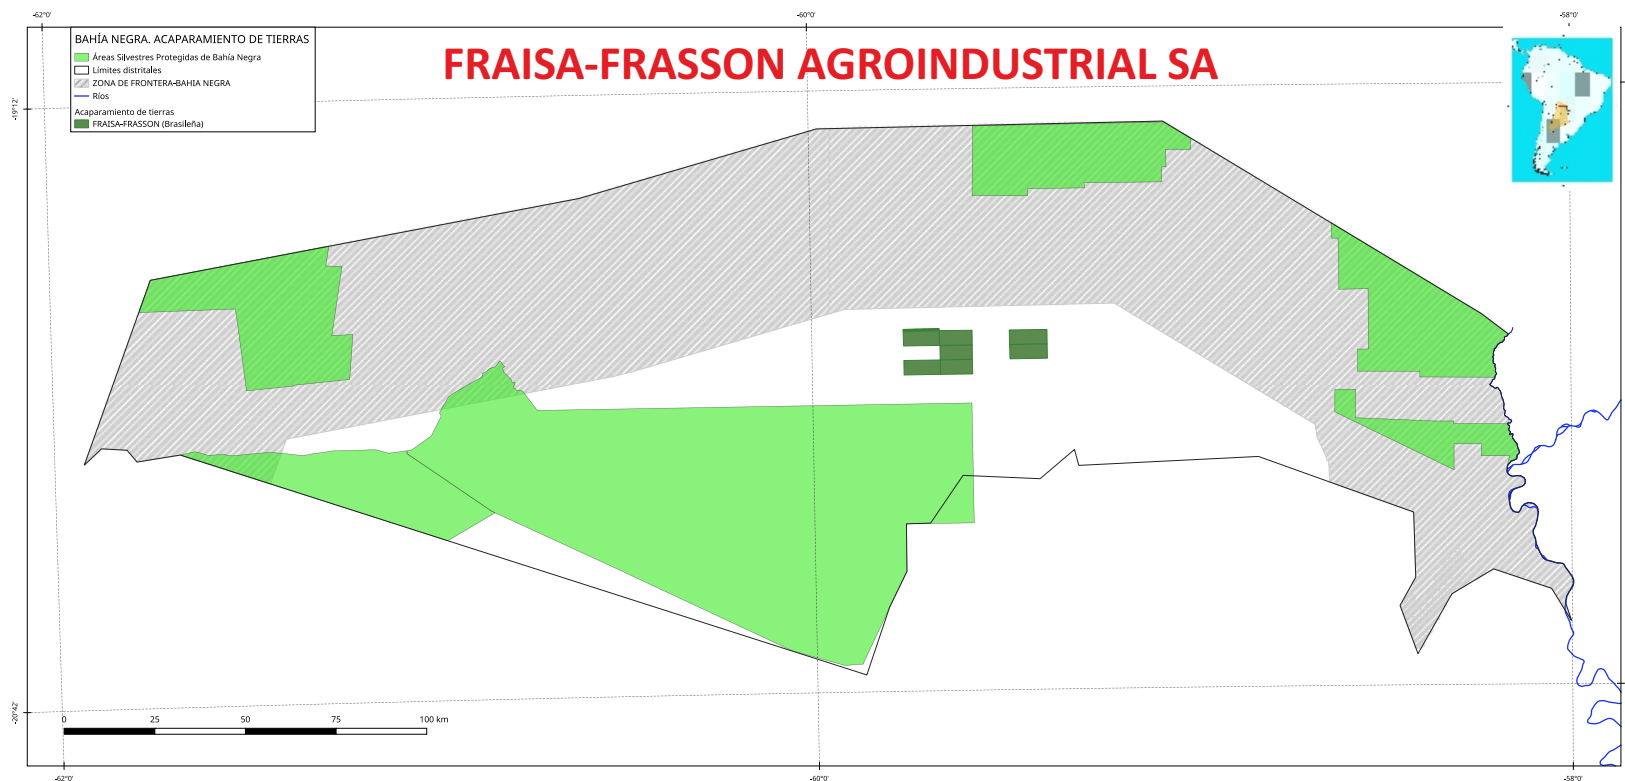 -62°0'
-60°0'
-58°0'
BAHÍA NEGRA. ACAPARAMIENTO DE TIERRAS
Áreas Silvestres Protegidas de Bahía Negra
Límites distritales
ZONA DE FRONTERA-BAHIA NEGRA
Ríos
Acaparamiento de tierras
FRAISA-FRASSON (Brasileña)
FRAISA-FRASSON AGROINDUSTRIAL SA
-19°12'
-20°42'
0 25 50 75 100 km
-62°0'
-60°0'
-58°0'